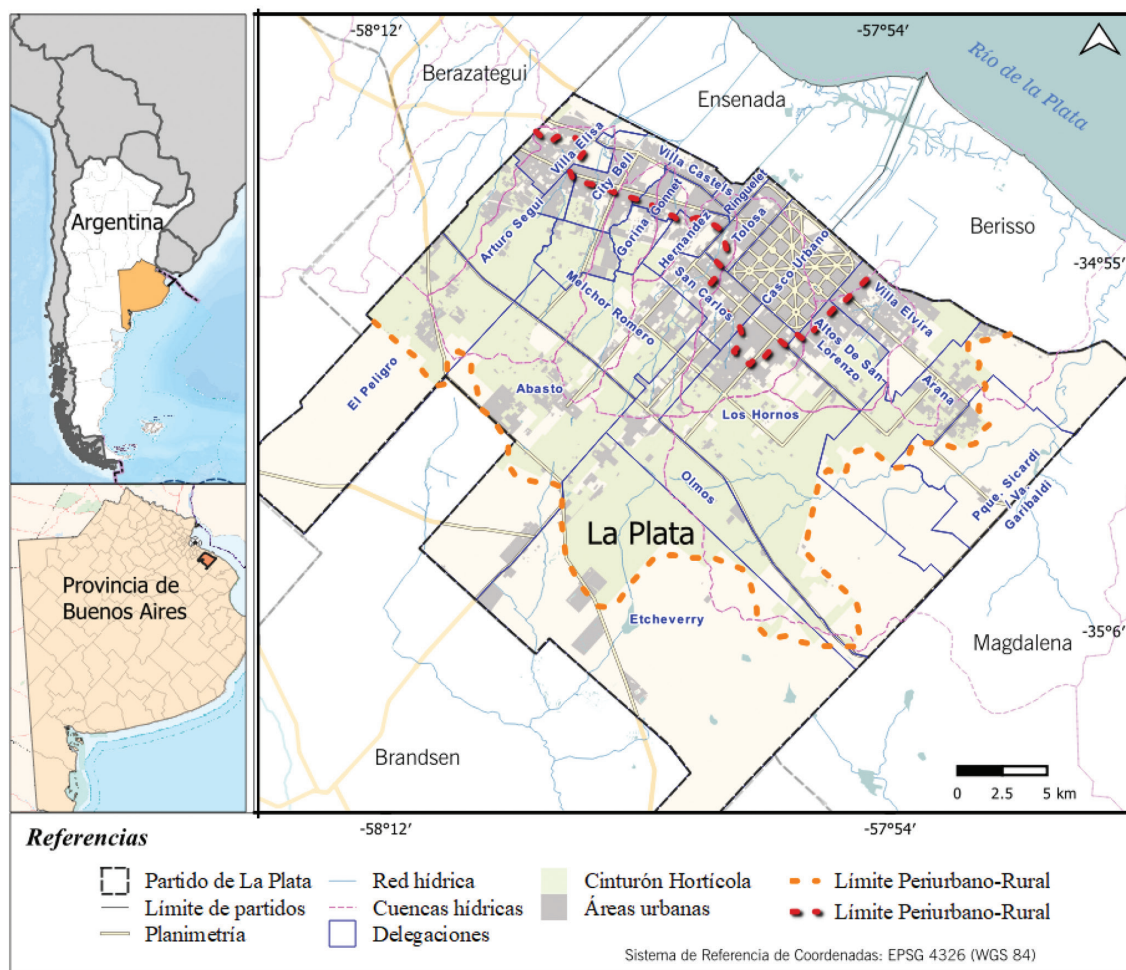 Argentina
Provincia de
Buenos Aires
-58°12′
-57°54′
Río de la Plata
Berazategui
Ensenada
Berisso
-34°55′
Villa Elisa
City Bell
Villa Castels
Arturo Segui
Gorina
Gonnet
Hernandez
Ringueet
Tolosa
Casco Urbano
San Carlos
Melchor Romero
Villa Elvira
Altos De San
Lorenzo
Arana
El Peligro
Abasto
Los Hornos
Olmos
Pque. Sicardi
/ Va.
Garibaldi
La Plata
Etcheverry
-35°6′
Magdalena
Brandsen
0 2.5 5 km
-58°12′
-57°54′
Referencias
Partido de La Plata
Límite de partidos
Planimetría
Red hídrica
Cuencas hídricas
Delegaciones
Cinturón Hortícola
Áreas urbanas
Límite Periurbano-Rural
Límite Periurbano-Rural
Sistema de Referencia de Coordenadas: EPSG 4326 (WGS 84)